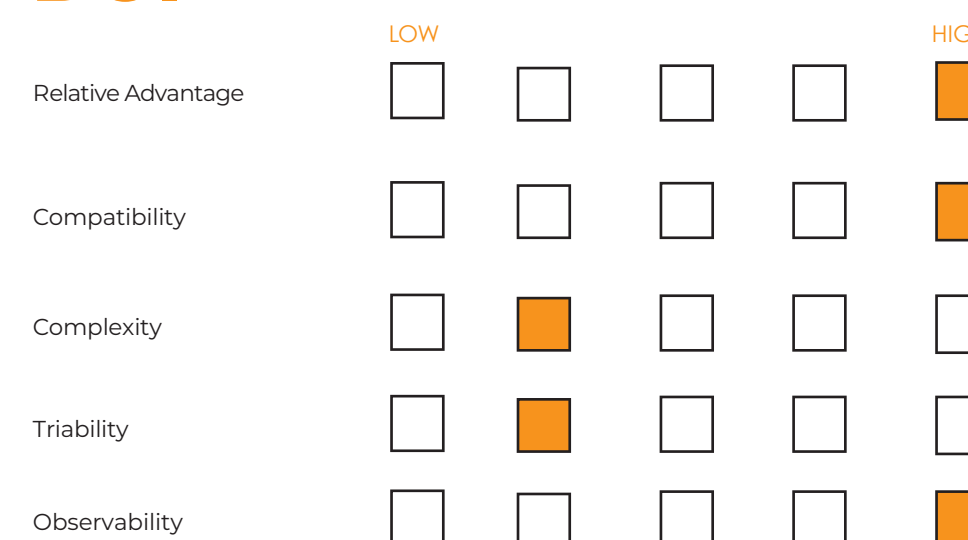 LOW
Relative Advantage
Compatibility
Complexity
Triability
Observability